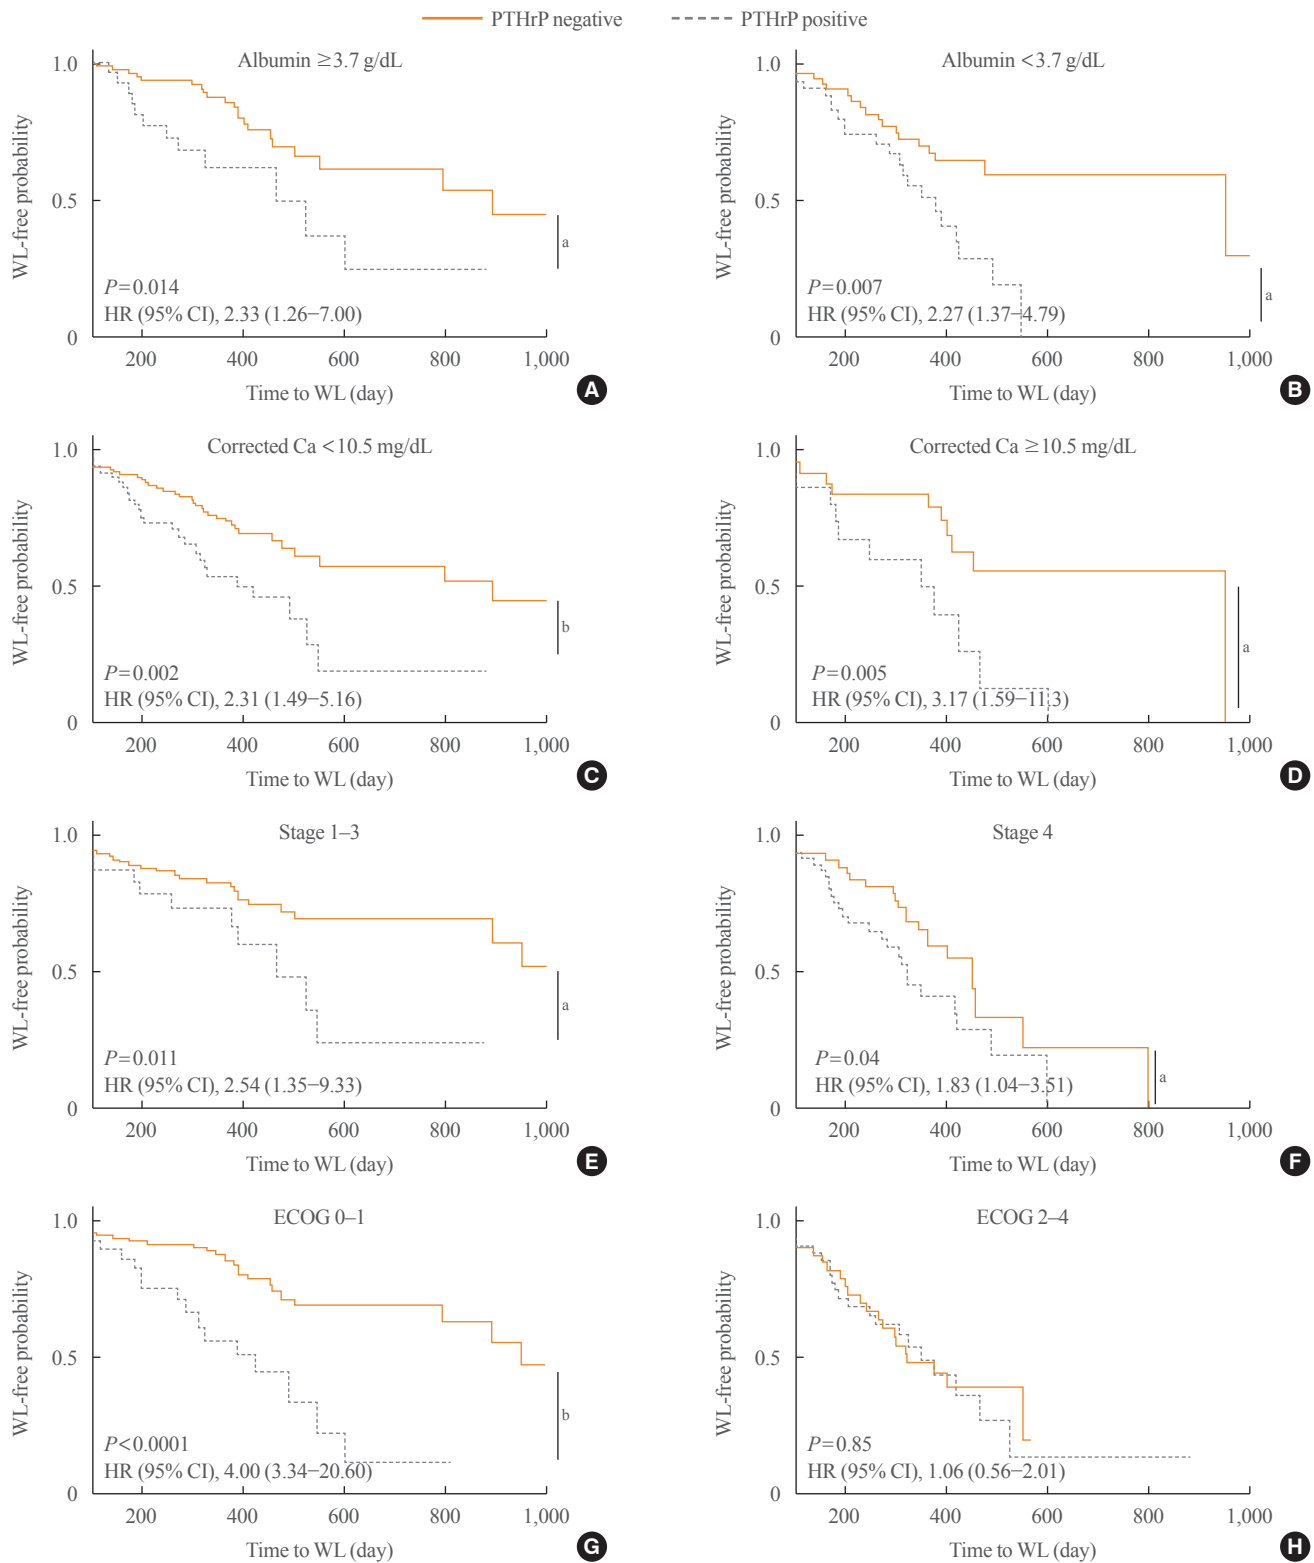 PTHrP negative PTHrP positive
Albumin ≥3.7 g/dL
WL-free probability
1.0
0.5
0
P=0.014
HR (95% CI), 2.33 (1.26–7.00)
a
200 400 600 800 1,000
Time to WL (day)
A
Albumin <3.7 g/dL
WL-free probability
1.0
0.5
0
P=0.007
HR (95% CI), 2.27 (1.37–4.79)
a
200 400 600 800 1,000
Time to WL (day)
B
Corrected Ca <10.5 mg/dL
WL-free probability
1.0
0.5
0
P=0.002
HR (95% CI), 2.31 (1.49–5.16)
b
200 400 600 800 1,000
Time to WL (day)
C
Corrected Ca ≥10.5 mg/dL
WL-free probability
1.0
0.5
0
P=0.005
HR (95% CI), 3.17 (1.59–11.3)
a
200 400 600 800 1,000
Time to WL (day)
D
Stage 1–3
WL-free probability
1.0
0.5
0
P=0.011
HR (95% CI), 2.54 (1.35–9.33)
a
200 400 600 800 1,000
Time to WL (day)
E
Stage 4
WL-free probability
1.0
0.5
0
P=0.04
HR (95% CI), 1.83 (1.04–3.51)
a
200 400 600 800 1,000
Time to WL (day)
F
ECOG 0–1
WL-free probability
1.0
0.5
0
P<0.0001
HR (95% CI), 4.00 (3.34–20.60)
b
200 400 600 800 1,000
Time to WL (day)
G
ECOG 2–4
WL-free probability
1.0
0.5
0
P=0.85
HR (95% CI), 1.06 (0.56–2.01)
200 400 600 800 1,000
Time to WL (day)
H